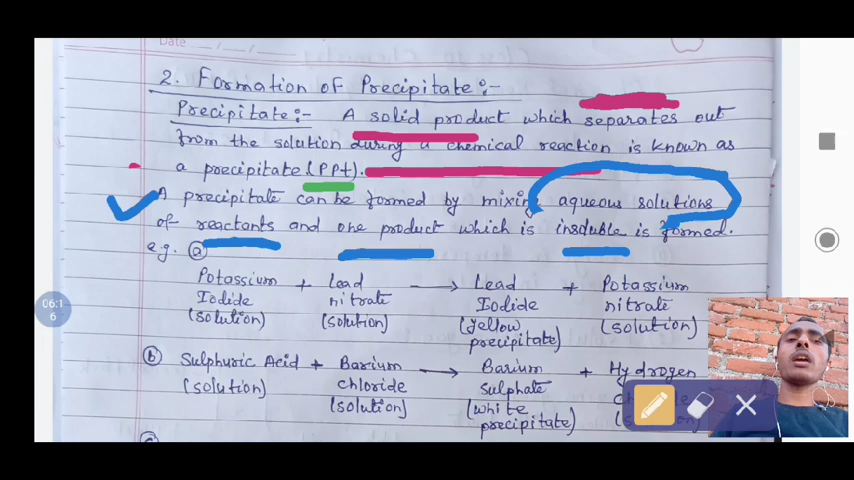 Date
2. Formation of Precipitate:-
Precipitate:- A solid product which separates out
from the solution during a chemical reaction is known as
a precipitate (PPt).
A precipitate can be formed by mixing aqueous solutions
of reactants and one product which is insoluble is formed.
e.g. (a)
Potassium + Lead → Lead + Potassium
Iodide nitrate Iodide nitrate
(solution) (solution) (yellow (solution)
precipitate)
(b) Sulphuric Acid + Barium → Barium + Hydrogen
(solution) chloride Sulphate
(solution) (white
precipitate)
06:1
6